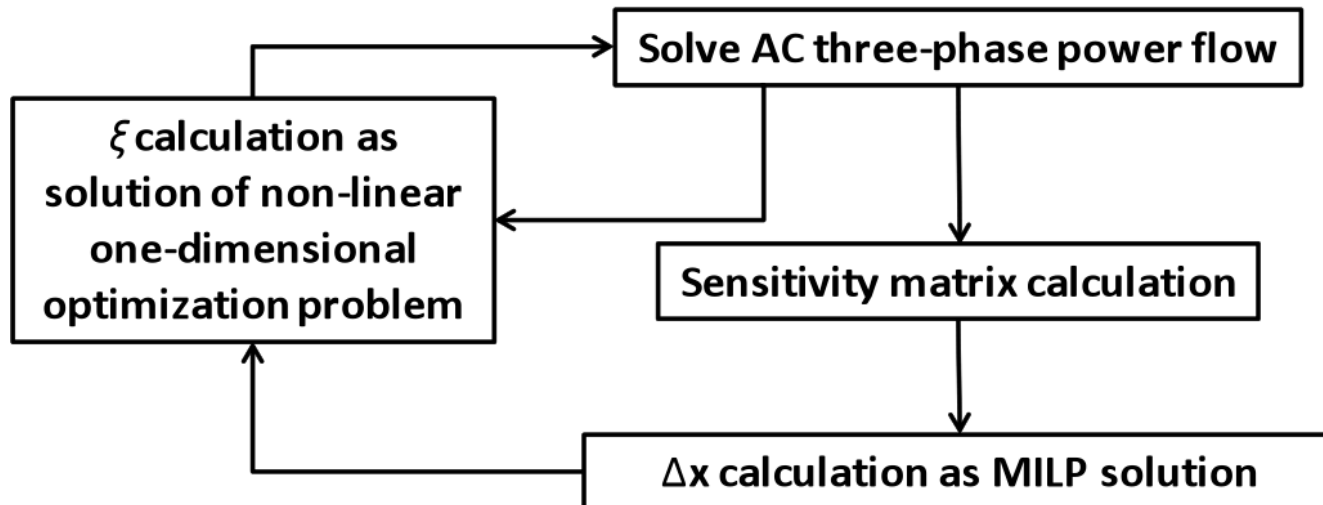 Solve AC three-phase power flow
ξ calculation as
solution of non-linear
one-dimensional
optimization problem
Sensitivity matrix calculation
Δx calculation as MILP solution